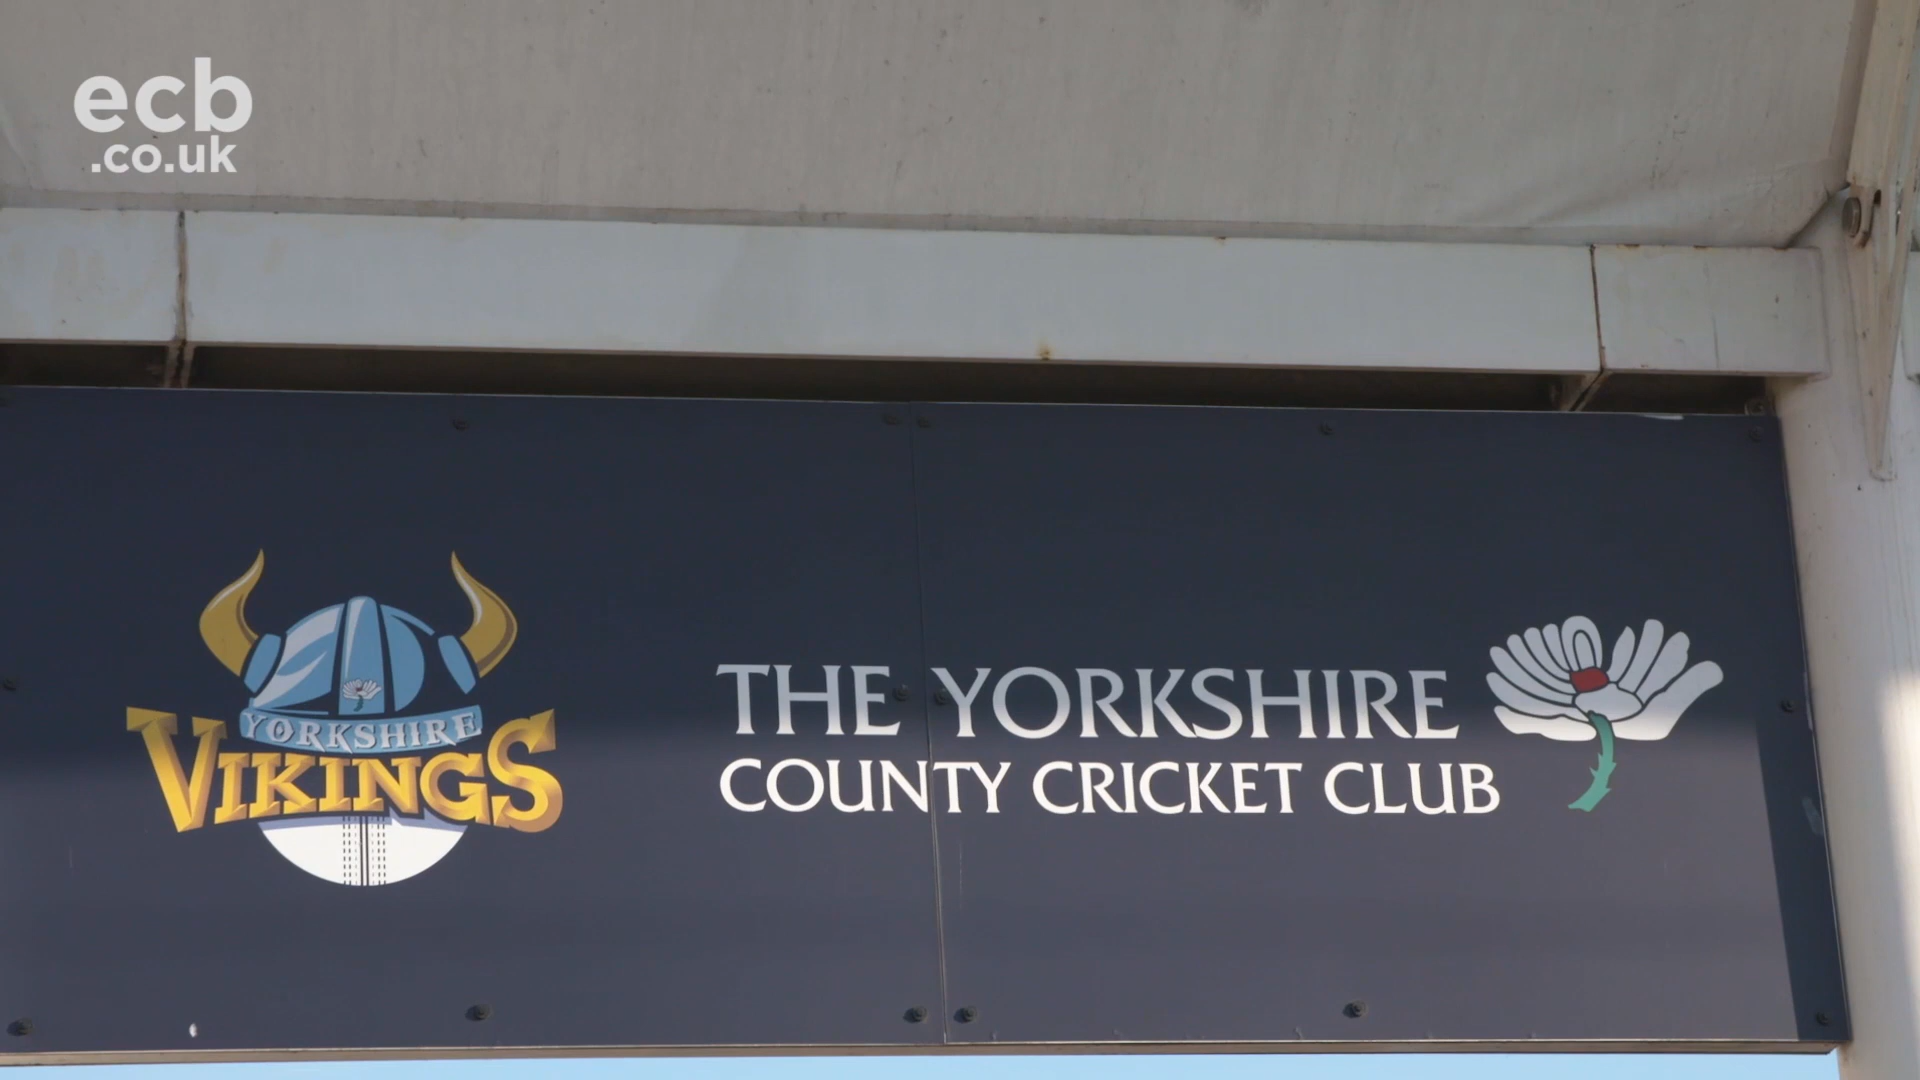 ecb
.co.uk
YORKSHIRE
VIKINGS
THE YORKSHIRE
COUNTY CRICKET CLUB